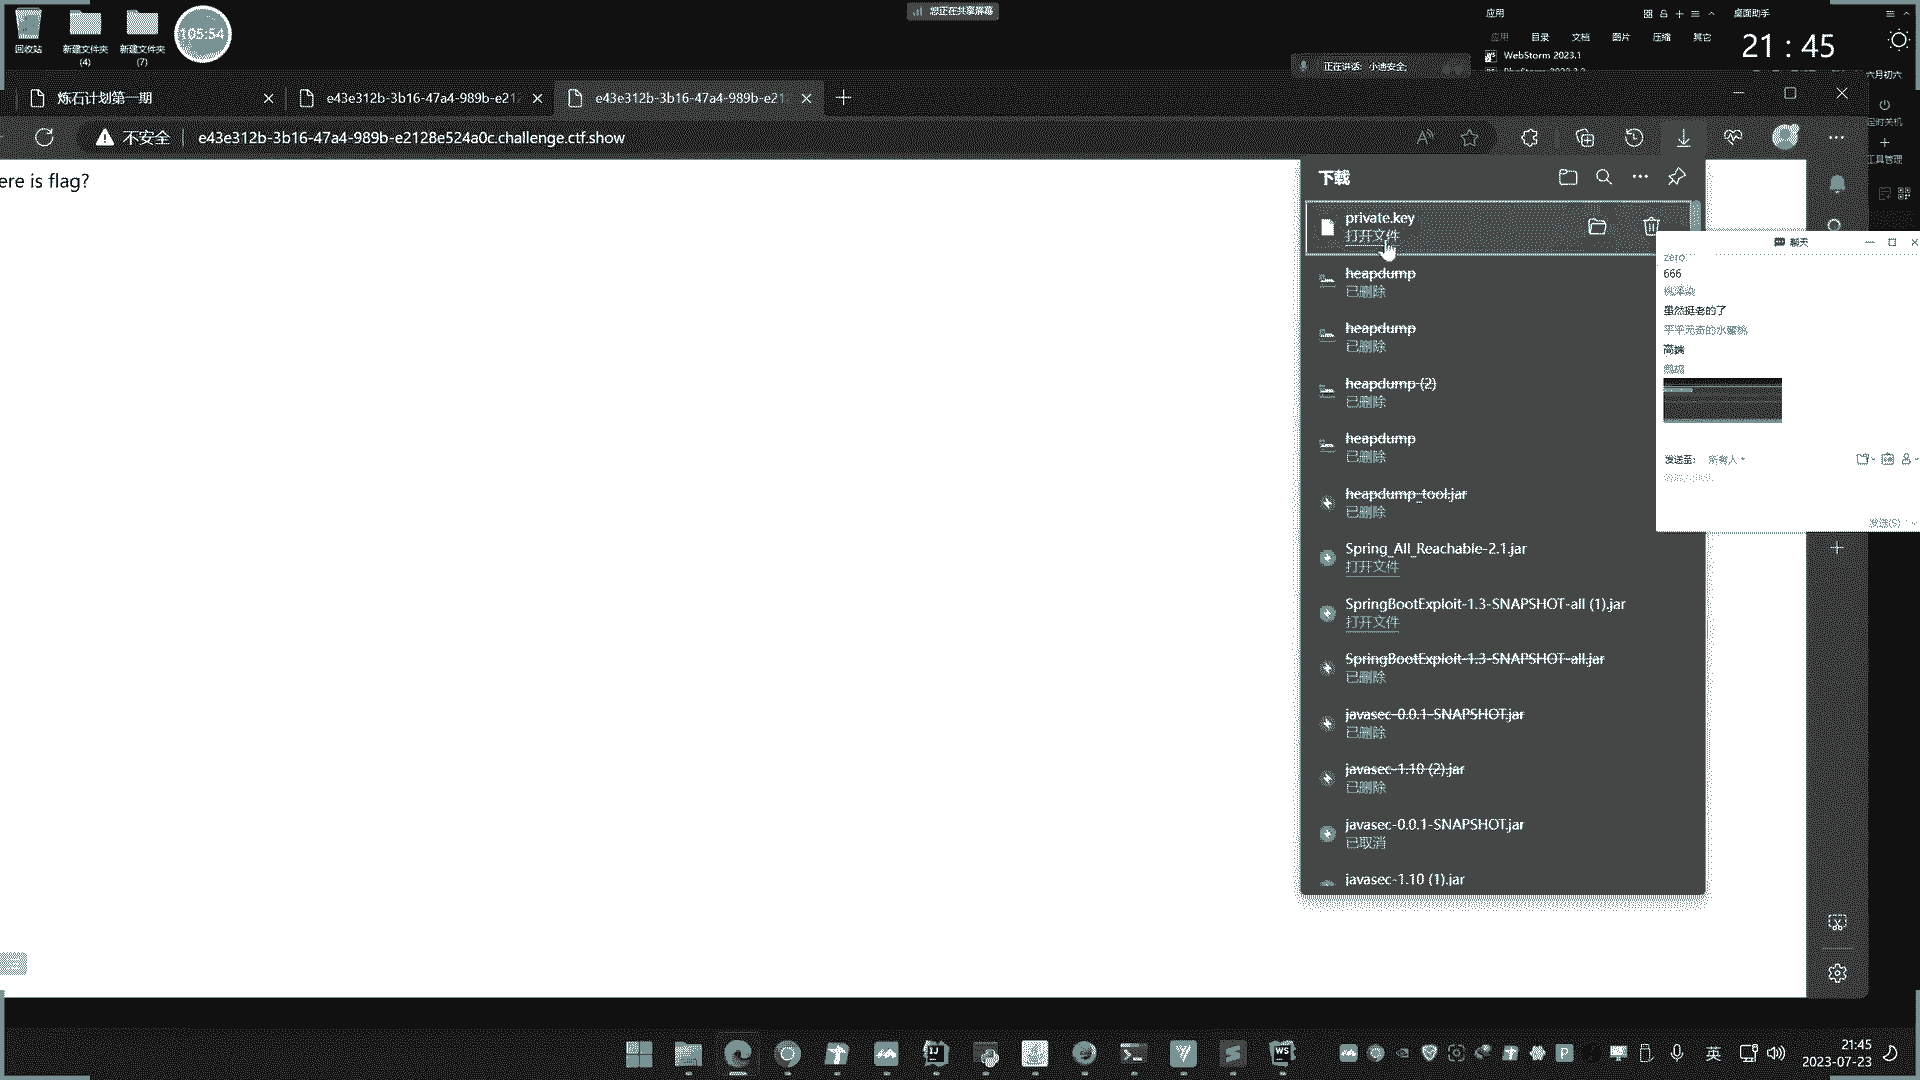 回收站
新建文件夹
(4)
新建文件夹
(7)
105:54
您正在共享屏幕
正在讲话: 小迪安全;
应用
桌面助手
应用
目录
文档
图片
压缩
其它
WebStorm 2023.1
21 : 45
六月初六
定时关机
工具管理
炼石计划第一期
e43e312b-3b16-47a4-989b-e212
e43e312b-3b16-47a4-989b-e21
不安全
e43e312b-3b16-47a4-989b-e2128e524a0c.challenge.ctf.show
ere is flag?
下载
private.key
打开文件
heapdump
已删除
heapdump
已删除
heapdump (2)
已删除
heapdump
已删除
heapdump_tool.jar
已删除
Spring_All_Reachable-2.1.jar
打开文件
SpringBootExploit-1.3-SNAPSHOT-all (1).jar
打开文件
SpringBootExploit-1.3-SNAPSHOT-all.jar
已删除
javasec-0.0.1-SNAPSHOT.jar
已删除
javasec-1.10 (2).jar
已删除
javasec-0.0.1-SNAPSHOT.jar
已取消
javasec-1.10 (1).jar
聊天
zero:
666
虽然挺老的了
平平无奇的水蜜桃
高端
发送至: 所有人
发送(S)
英
21:45
2023-07-23